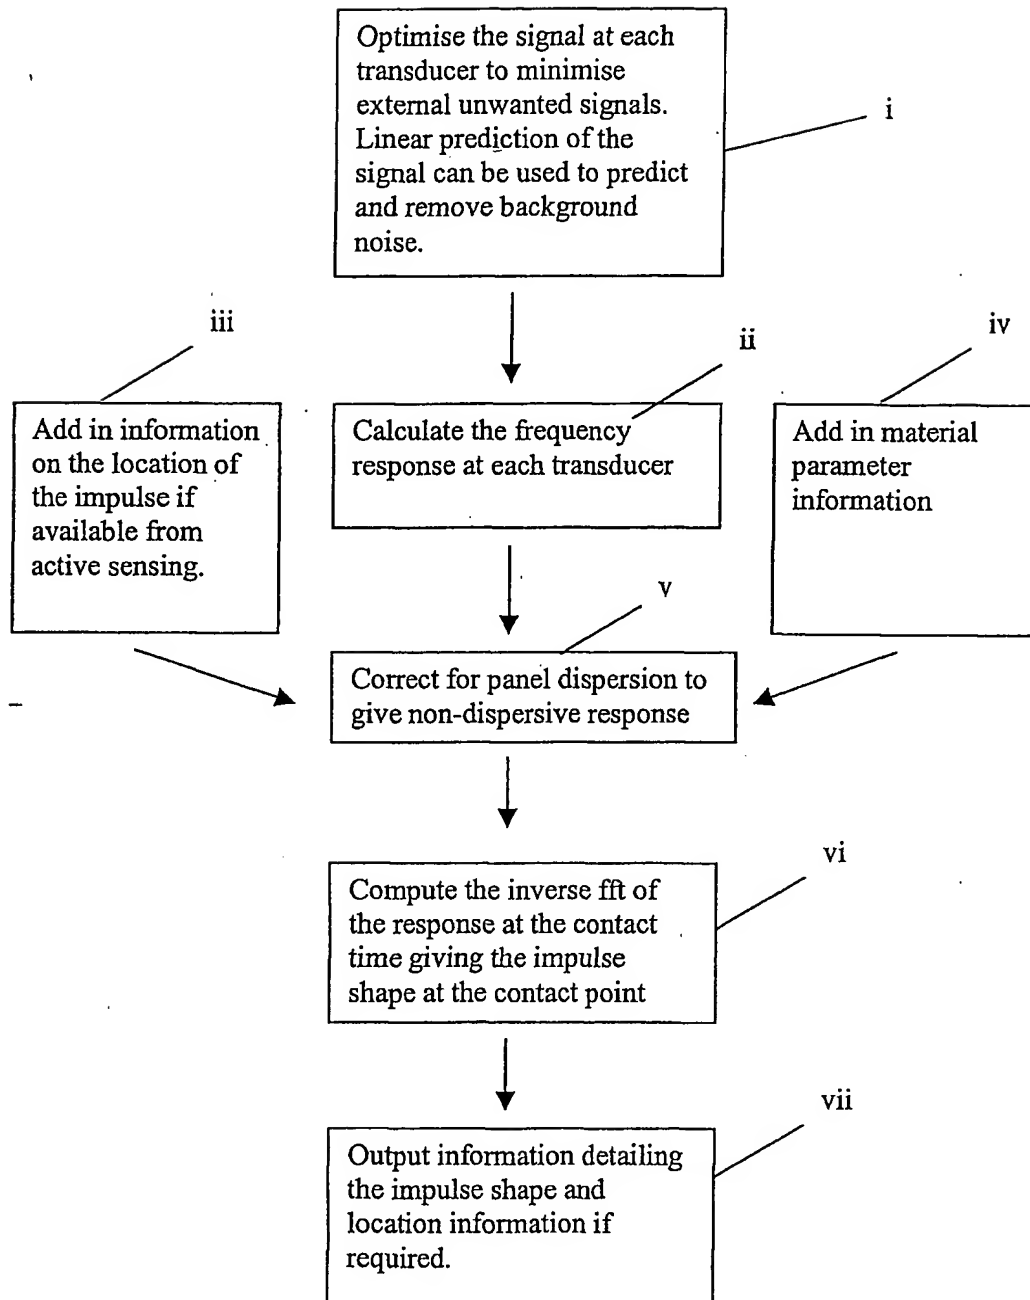 Optimise the signal at each
transducer to minimise
external unwanted signals.
Linear prediction of the
signal can be used to predict
and remove background
noise.
i
iii
ii
iv
Add in information
on the location of
the impulse if
available from
active sensing.
Calculate the frequency
response at each transducer
Add in material
parameter
information
v
Correct for panel dispersion to
give non-dispersive response
vi
Compute the inverse fft of
the response at the contact
time giving the impulse
shape at the contact point
vii
Output information detailing
the impulse shape and
location information if
required.